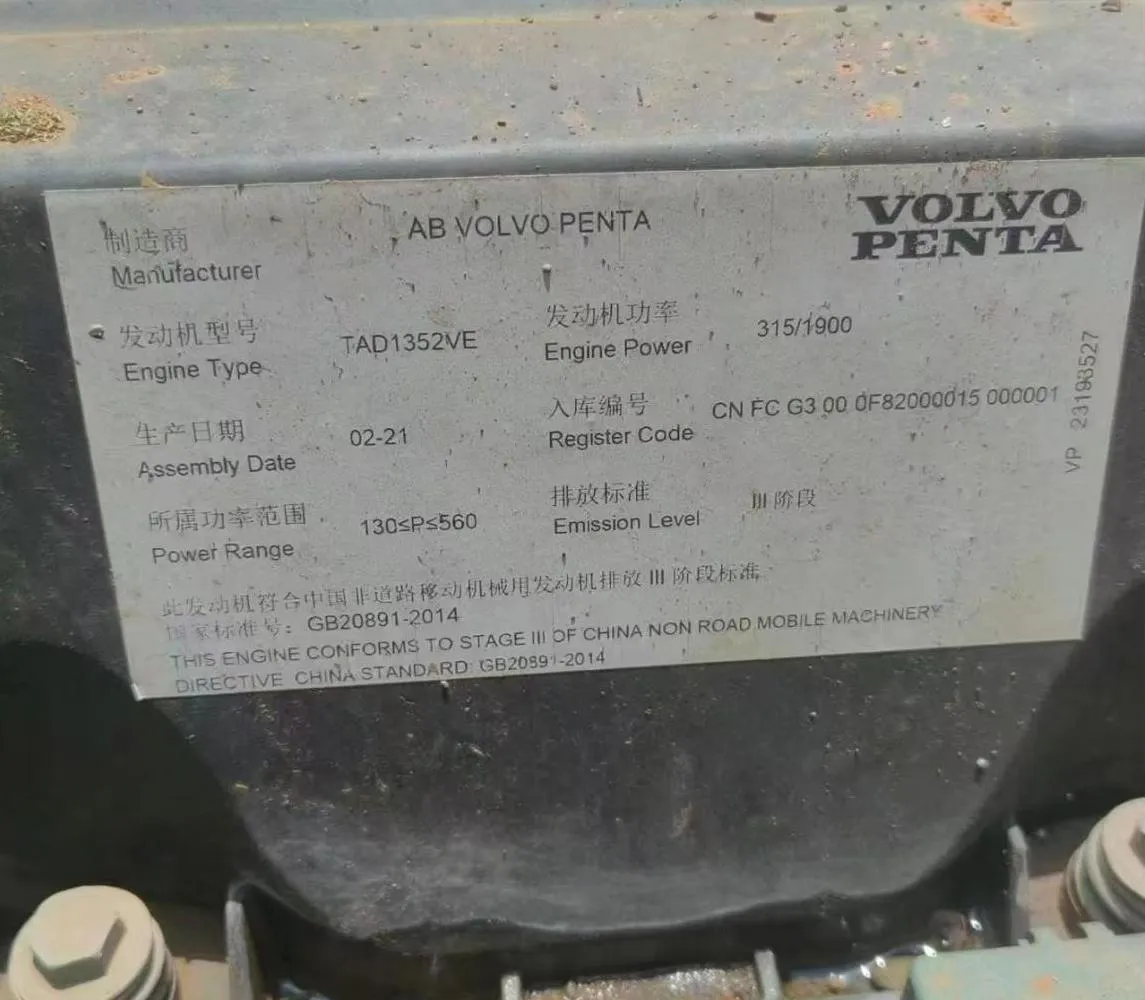 制造商
Manufacturer
AB VOLVO PENTA
VOLVO
PENTA
发动机型号
Engine Type
TAD1352VE
发动机功率
Engine Power
315/1900
生产日期
Assembly Date
02-21
入库编号
Register Code
CN FC G3 00 0F82000015 000001
所属功率范围
Power Range
130≤P≤560
排放标准
Emission Level
III 阶段
VP 23193527
此发动机符合中国非道路移动机械用发动机排放 III 阶段标准
国家标准号: GB20891-2014
THIS ENGINE CONFORMS TO STAGE III OF CHINA NON ROAD MOBILE MACHINERY
DIRECTIVE CHINA STANDARD: GB20891-2014